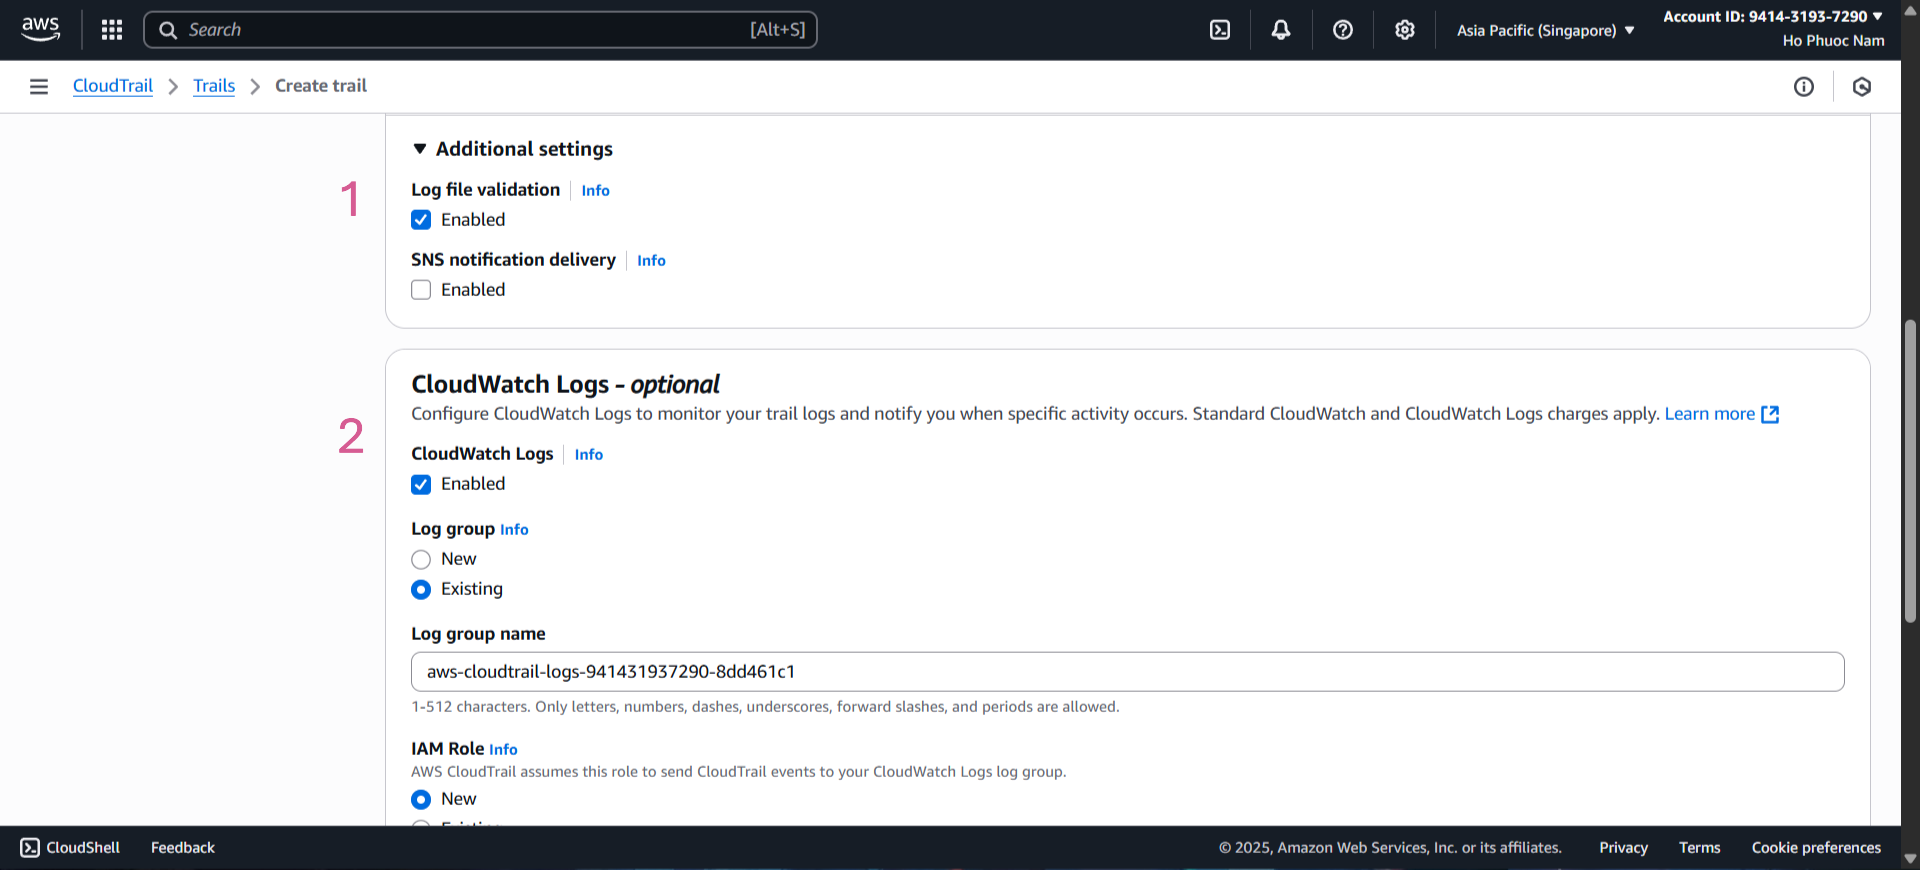 aws
Search [Alt+S]
Asia Pacific (Singapore)
Account ID: 9414-3193-7290
Ho Phuoc Nam
CloudTrail > Trails > Create trail
Additional settings
1
Log file validation Info
Enabled
SNS notification delivery Info
Enabled
CloudWatch Logs - optional
Configure CloudWatch Logs to monitor your trail logs and notify you when specific activity occurs. Standard CloudWatch and CloudWatch Logs charges apply. Learn more
2
CloudWatch Logs Info
Enabled
Log group Info
New
Existing
Log group name
aws-cloudtrail-logs-941431937290-8dd461c1
1-512 characters. Only letters, numbers, dashes, underscores, forward slashes, and periods are allowed.
IAM Role Info
AWS CloudTrail assumes this role to send CloudTrail events to your CloudWatch Logs log group.
New
CloudShell Feedback © 2025, Amazon Web Services, Inc. or its affiliates. Privacy Terms Cookie preferences